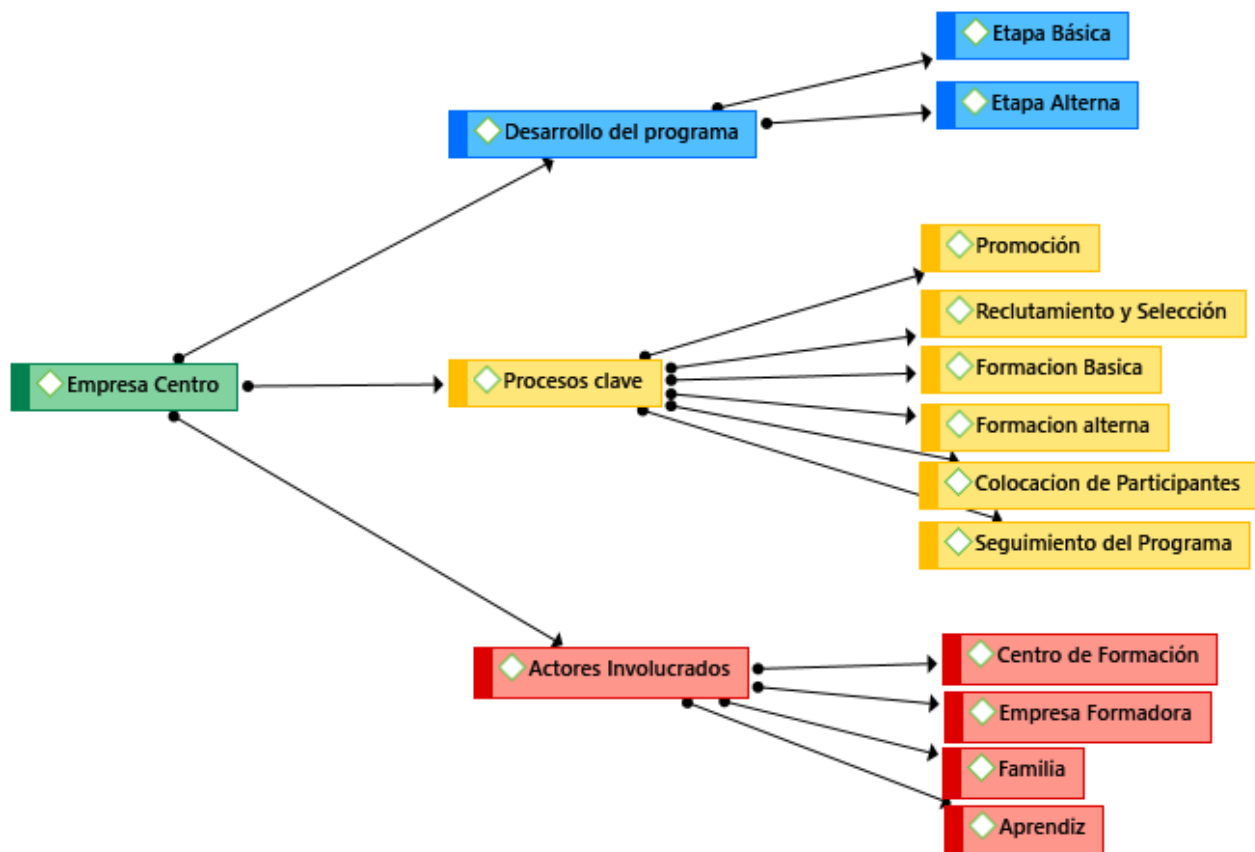 Empresa Centro
Desarrollo del programa
Etapa Básica
Etapa Alterna
Procesos clave
Promoción
Reclutamiento y Selección
Formacion Basica
Formacion alterna
Colocacion de Participantes
Seguimiento del Programa
Actores Involucrados
Centro de Formación
Empresa Formadora
Familia
Aprendiz